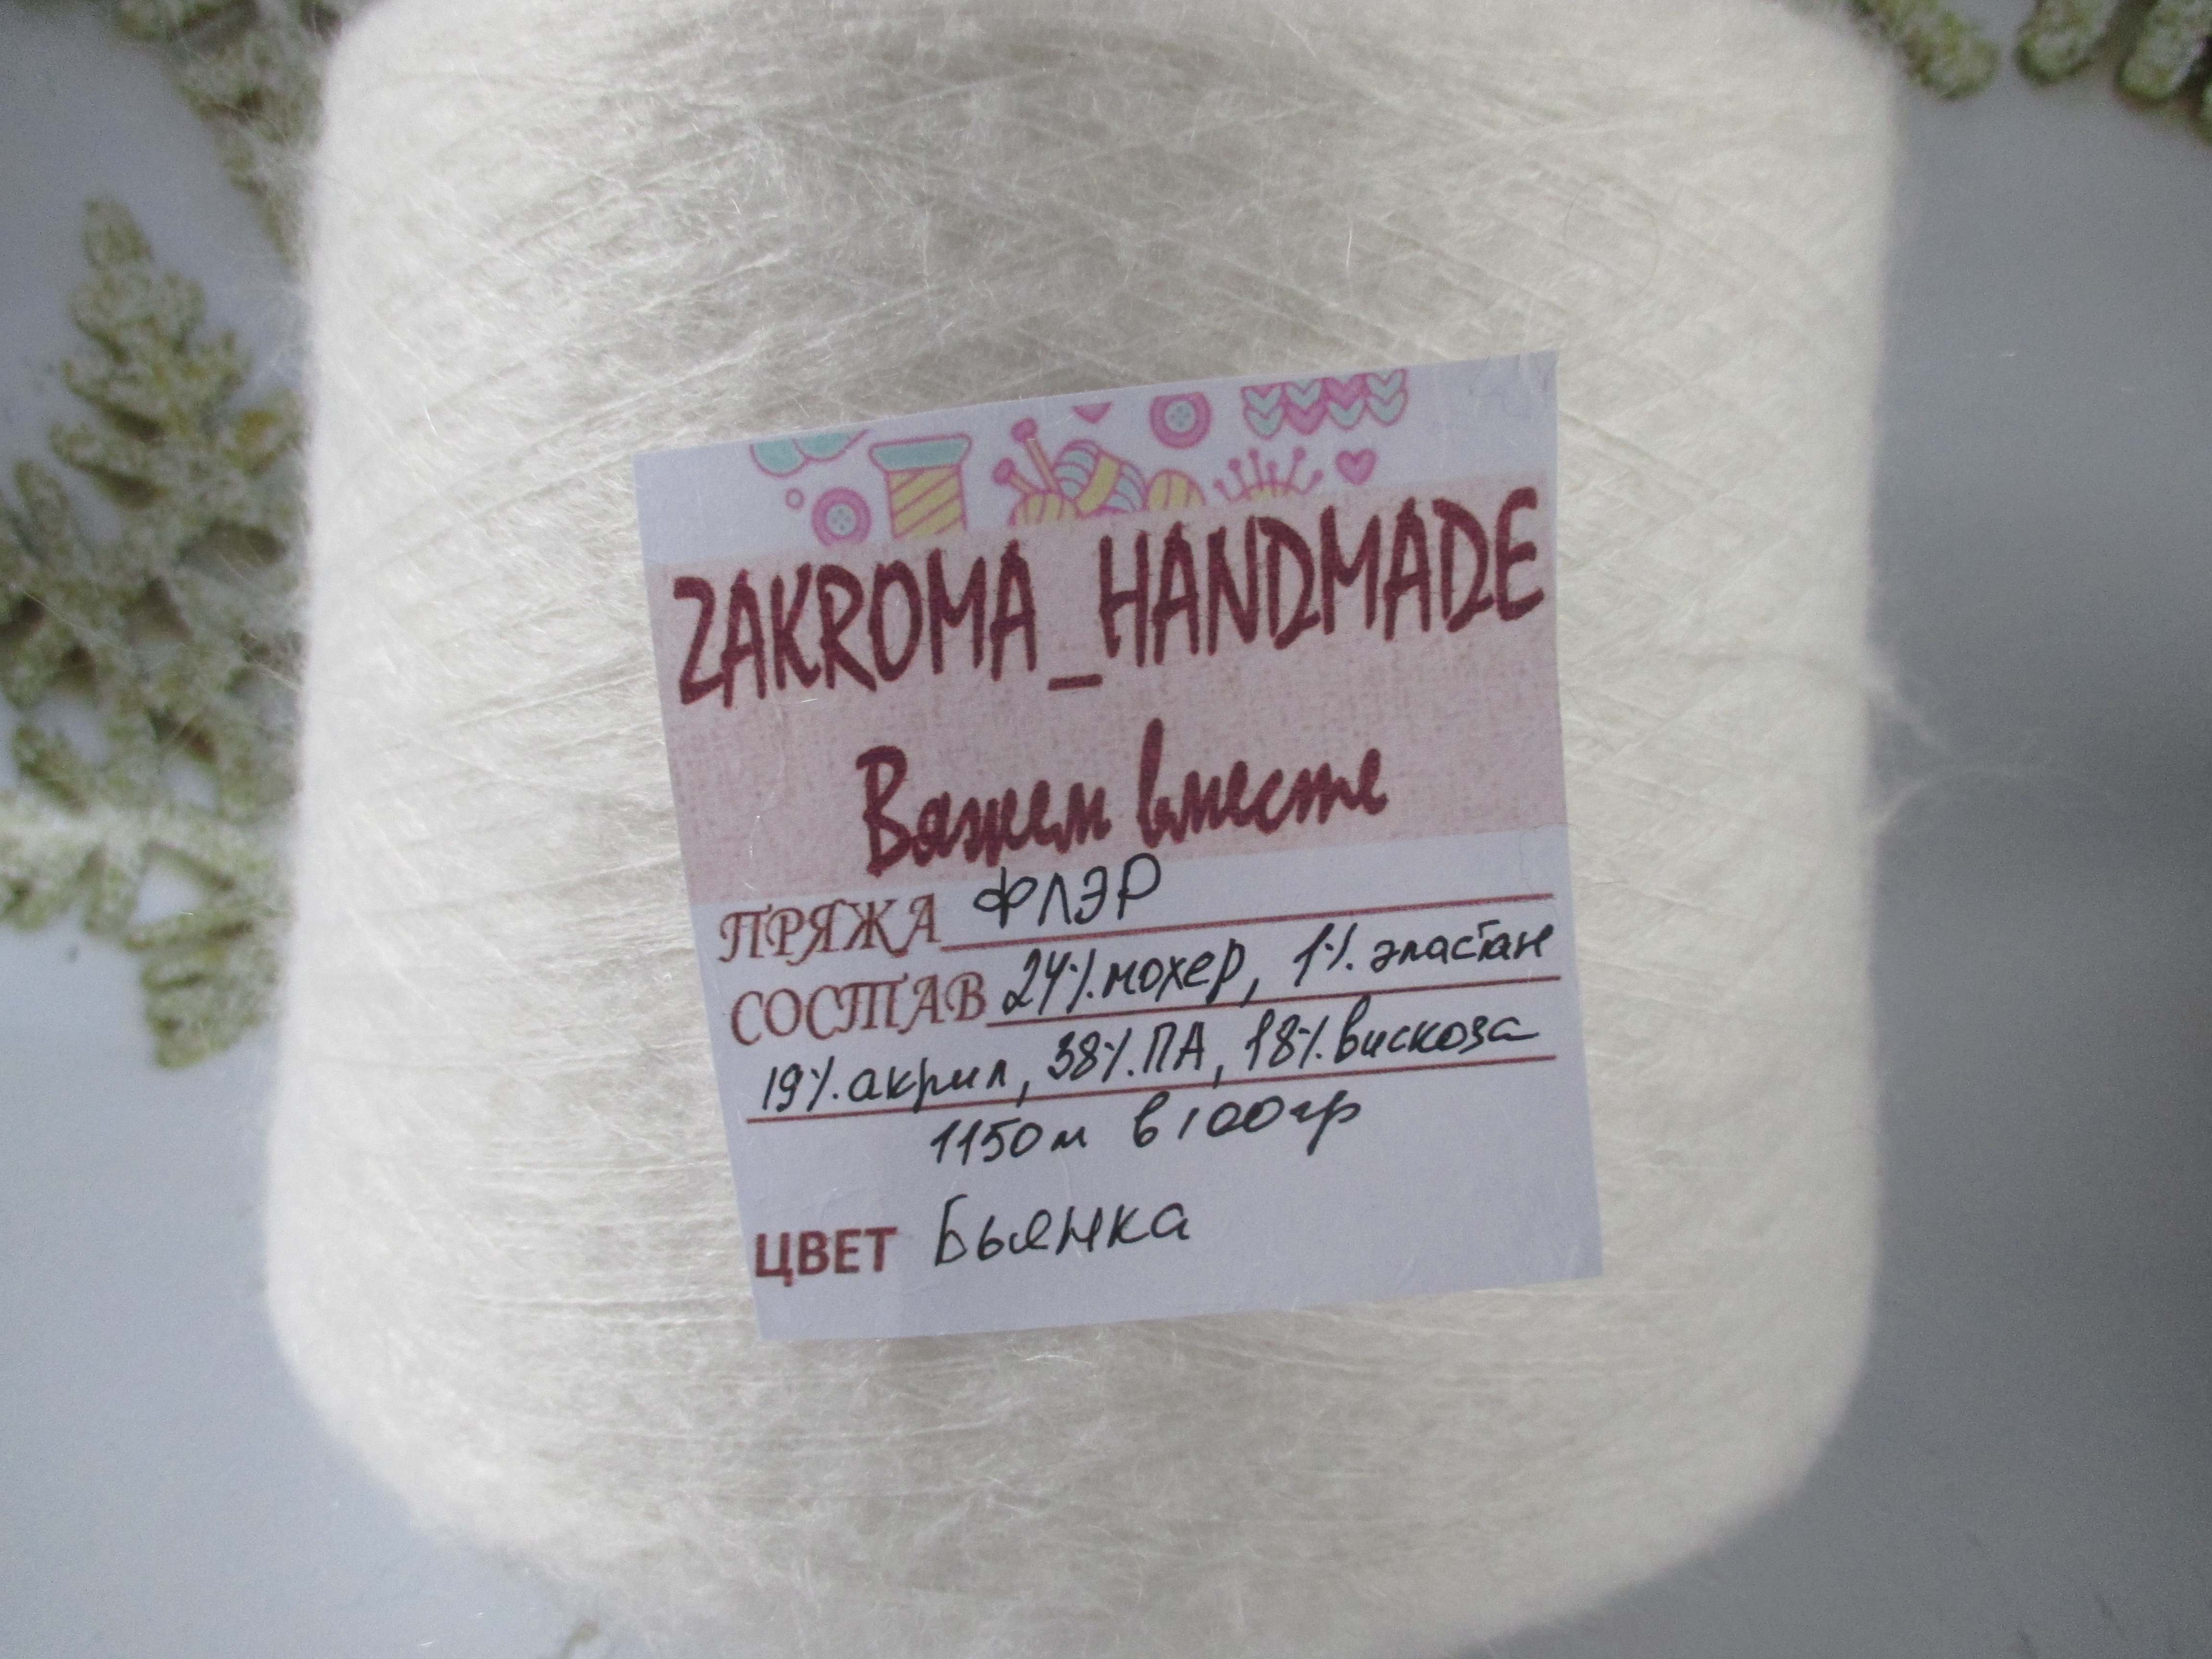 ZAKROMA_HANDMADE
Вяжем вместе
ПРЯЖА ФЛЭР
СОСТАВ 24% мохер, 1% эластан
19% акрил, 38% ПА, 18% вискоза
1150м в 100гр
ЦВЕТ Бьянка